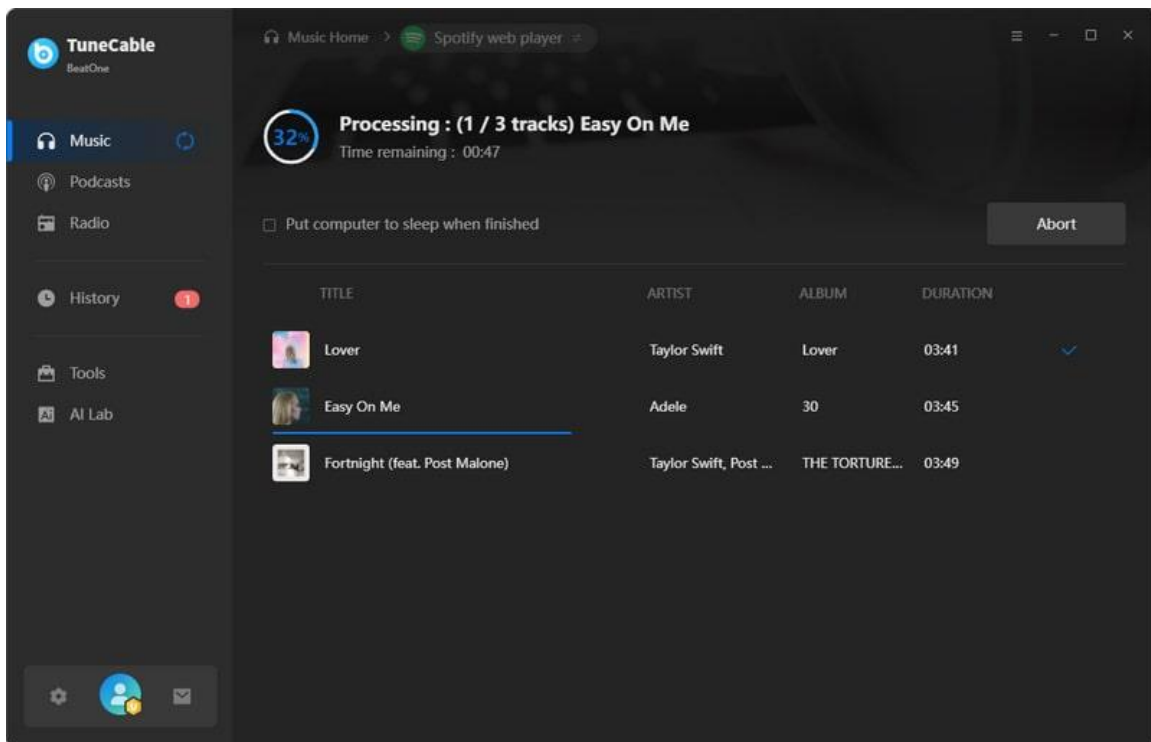 TuneCable
BeatOne
Music Home > Spotify web player
32%
Processing : (1 / 3 tracks) Easy On Me
Time remaining : 00:47
Music
Podcasts
Radio
Put computer to sleep when finished
Abort
History 1
TITLE ARTIST ALBUM DURATION
Lover Taylor Swift Lover 03:41
Tools
Easy On Me Adele 30 03:45
Ai AI Lab
Fortnight (feat. Post Malone) Taylor Swift, Post ... THE TORTURE... 03:49